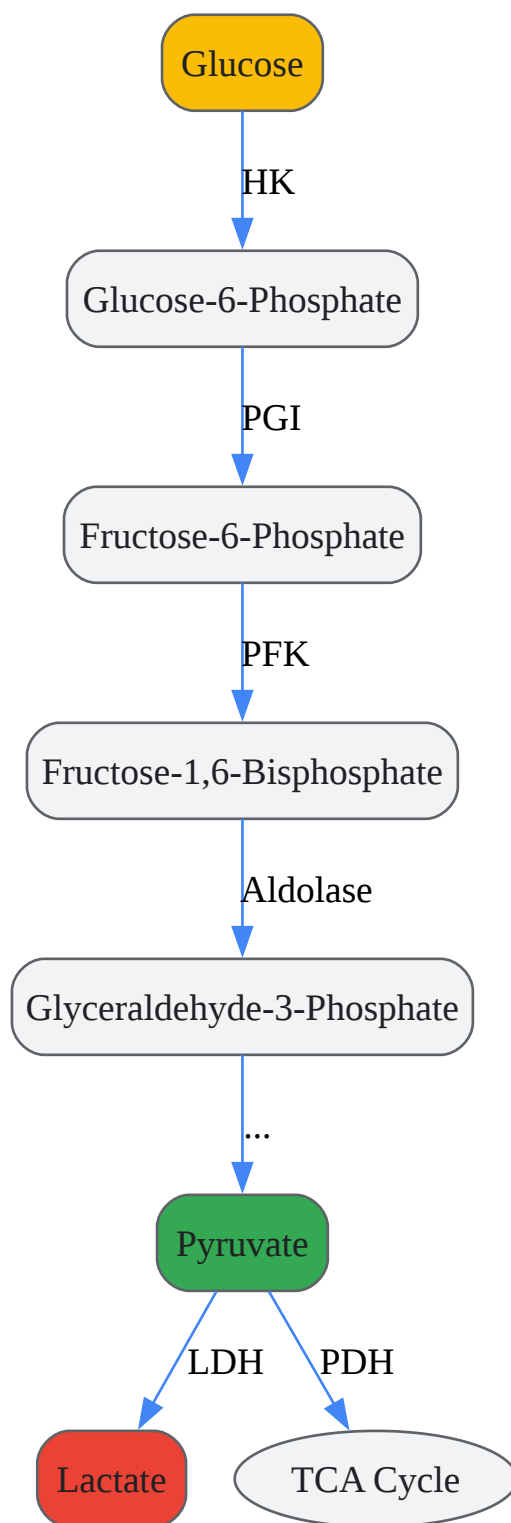 Glucose
HK
Glucose-6-Phosphate
PGI
Fructose-6-Phosphate
PFK
Fructose-1,6-Bisphosphate
Aldolase
Glyceraldehyde-3-Phosphate
...
Pyruvate
LDH
PDH
Lactate
TCA Cycle